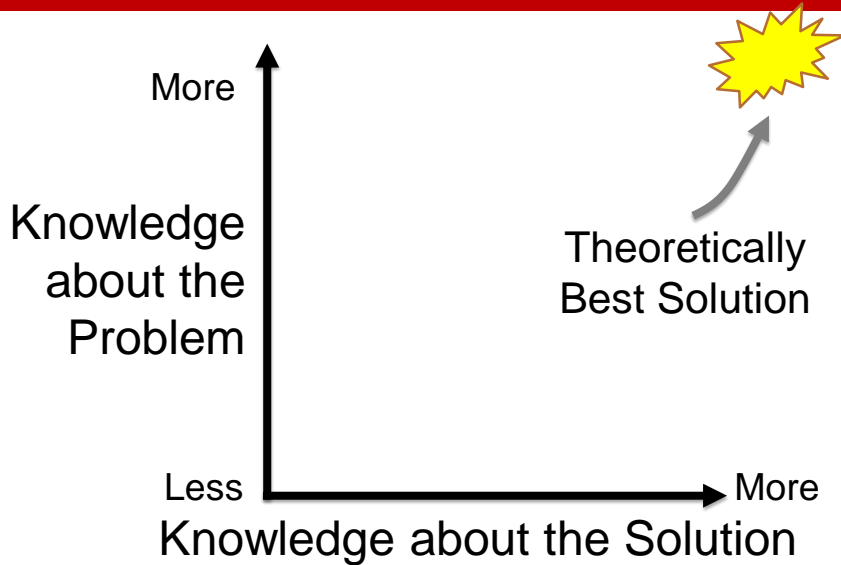 More
Knowledge
about the
Problem
Theoretically
Best Solution
Less
More
Knowledge about the Solution